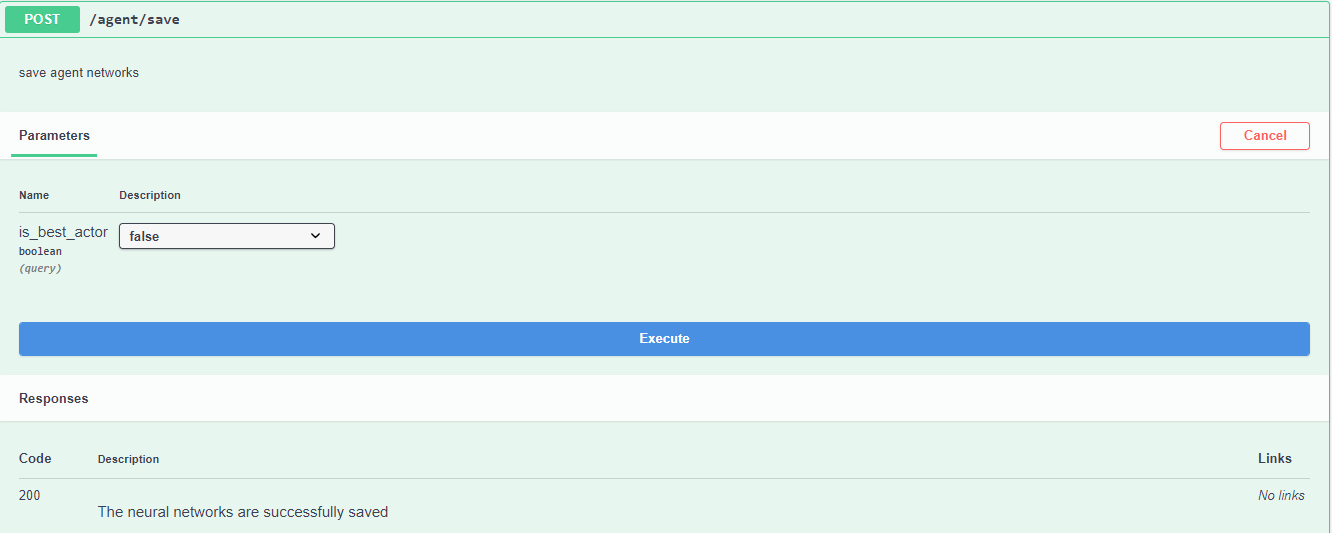 POST /agent/save
save agent networks
Parameters
Cancel
Name Description
is_best_actor false
boolean
(query)
Execute
Responses
Code Description Links
200 No links
The neural networks are successfully saved